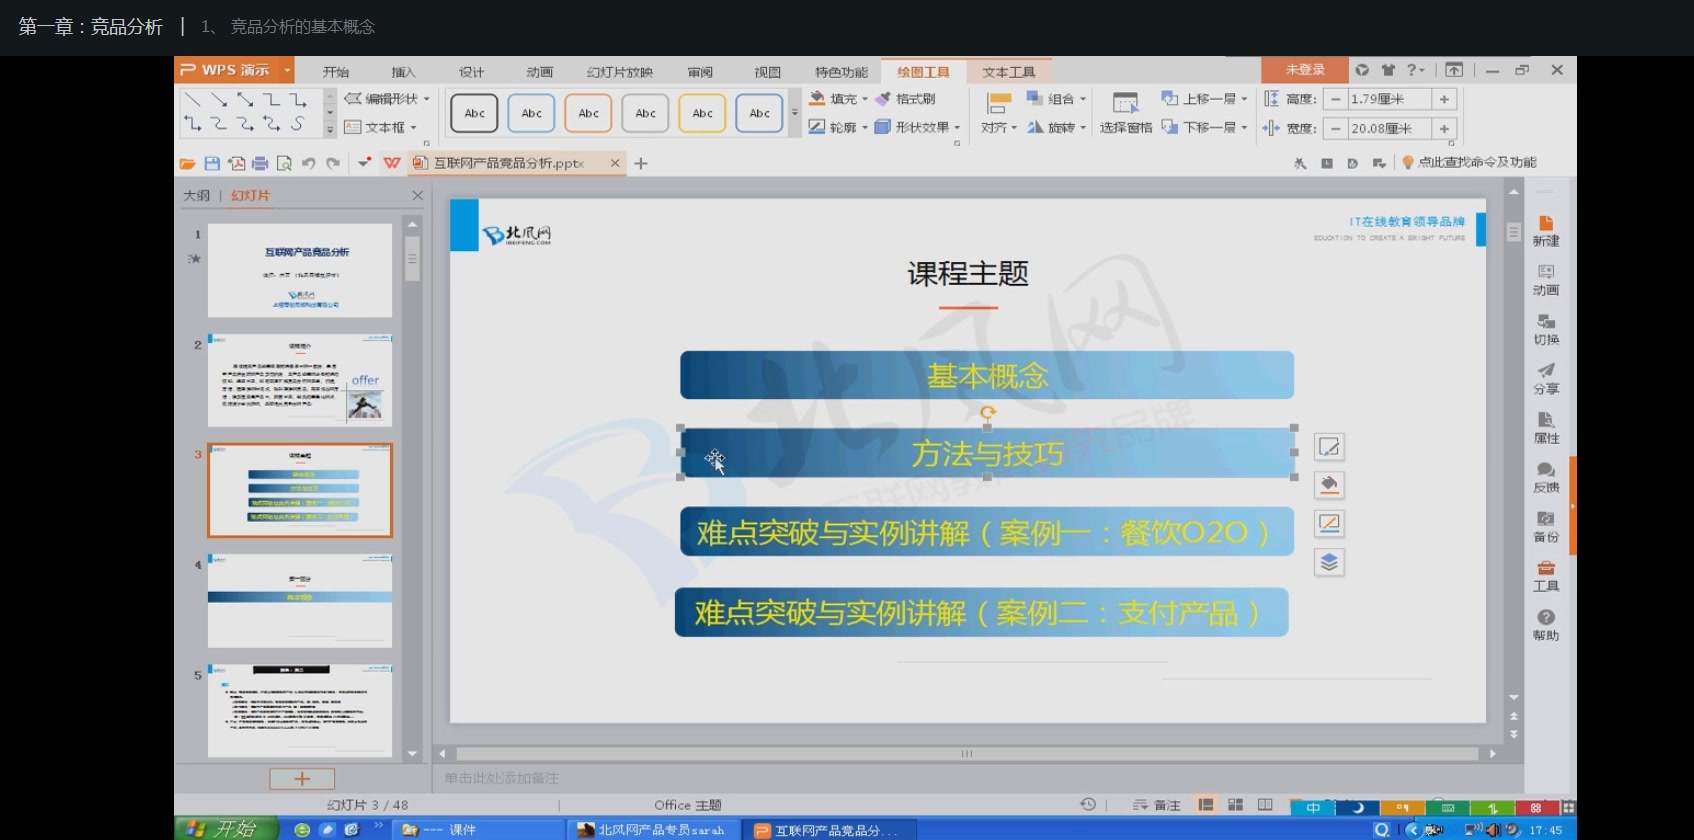 第一章：竞品分析 | 1、 竞品分析的基本概念
WPS 演示 开始 插入 设计 动画 幻灯片放映 审阅 视图 特色功能 绘图工具 文本工具 未登录
编辑形状 Abc Abc Abc Abc Abc Abc 填充 格式刷 组合 上移一层 高度： 1.79厘米
文本框 轮廓 形状效果 对齐 旋转 选择窗格 下移一层 宽度： 20.08厘米
互联网产品竞品分析.pptx 点此查找命令及功能
大纲 幻灯片
1
互联网产品竞品分析
2
offer
3
4
第一部分
基本概念
5
北风网
IBEIFENG.COM
IT在线教育领导品牌
EDUCATION TO CREATE A BRIGHT FUTURE
课程主题
基本概念
方法与技巧
难点突破与实例讲解（案例一：餐饮O2O）
难点突破与实例讲解（案例二：支付产品）
北风网
新建
动画
切换
分享
属性
反馈
备份
工具
帮助
单击此处添加备注
幻灯片 3 / 48 Office 主题 备注 中
开始 --- 课件 北风网产品专员sarah 互联网产品竞品分... 17:45